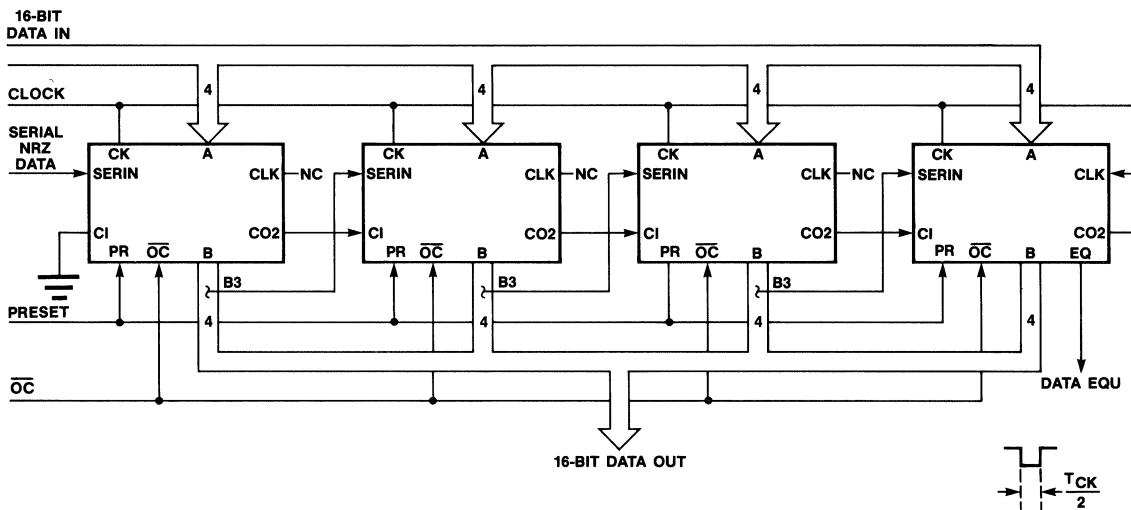 16-BIT
DATA IN
4 4 4 4
CLOCK
SERIAL
NRZ
DATA
CK A CK A CK A CK A
SERIN CLK NC SERIN CLK NC SERIN CLK NC SERIN CLK
CI CO2 CI CO2 CI CO2 CI CO2
PR OC B PR OC B PR OC B PR OC B EQ
B3 B3 B3
PRESET 4 4 4 4
OC
DATA EQU
16-BIT DATA OUT
TCK
2